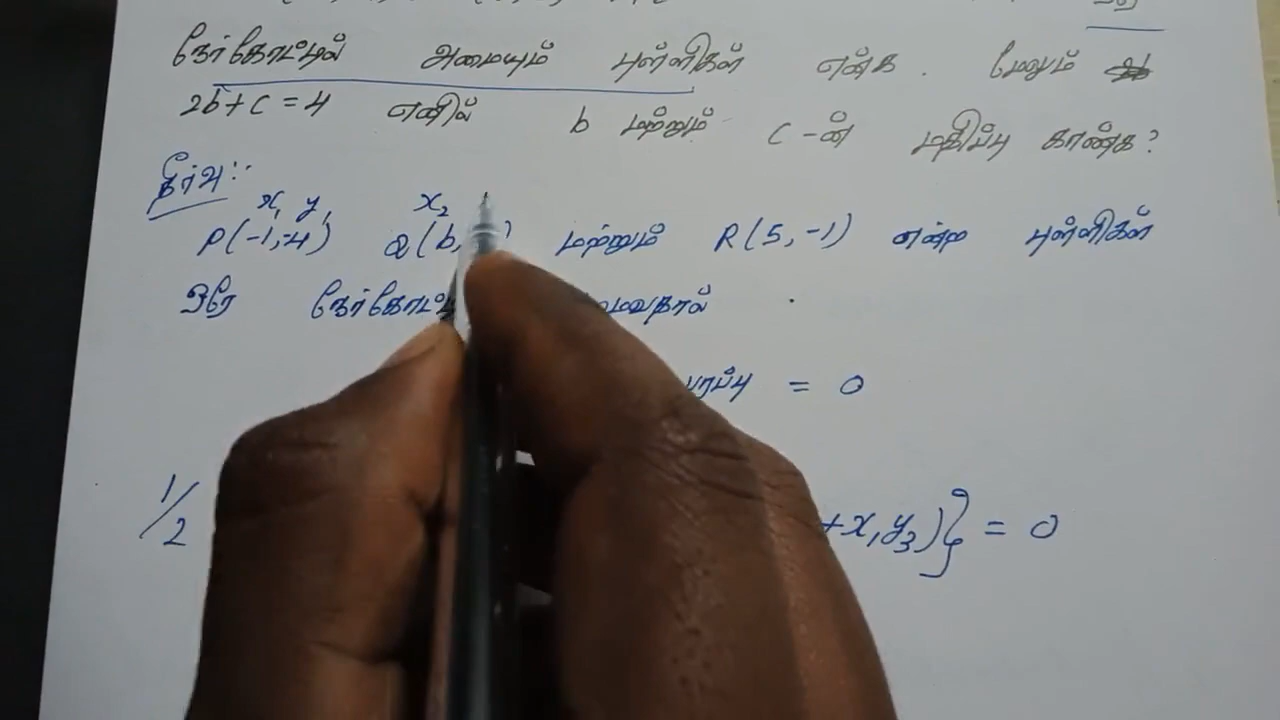 நேர்கோட்டில் அமையும் புள்ளிகள் என்க. மேலும்
2b+c=4 எனில் b மற்றும் c-ன் மதிப்பு காண்க?
தீர்வு:
x₁ y₁ x₂
P(-1,-4) Q(b, ) மற்றும் R(5,-1) என்ற புள்ளிகள்
ஒரே
= 0
1/2 +x₁y₃)} = 0